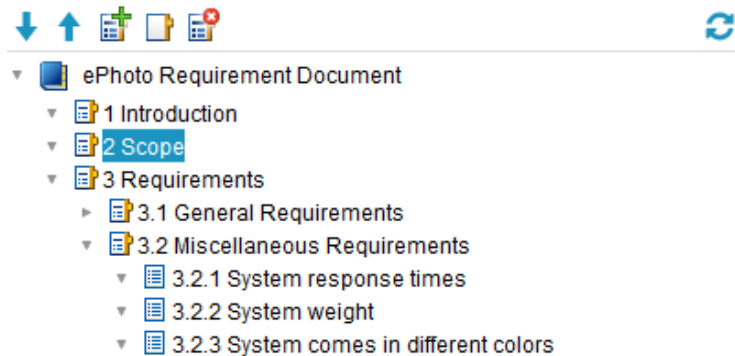 ePhoto Requirement Document
1 Introduction
2 Scope
3 Requirements
3.1 General Requirements
3.2 Miscellaneous Requirements
3.2.1 System response times
3.2.2 System weight
3.2.3 System comes in different colors